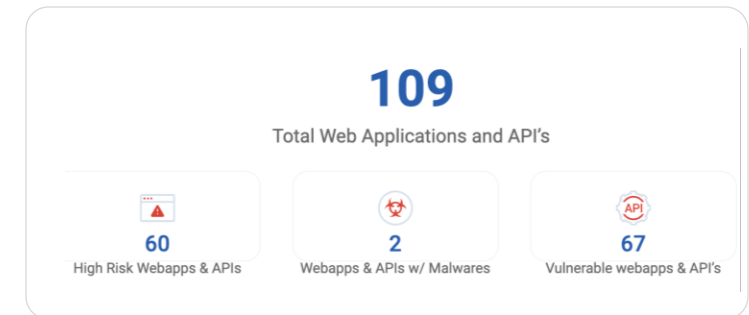 109
Total Web Applications and API's
API
60
2
67
High Risk Webapps & APIs
Webapps & APIs w/ Malwares
Vulnerable webapps & API's